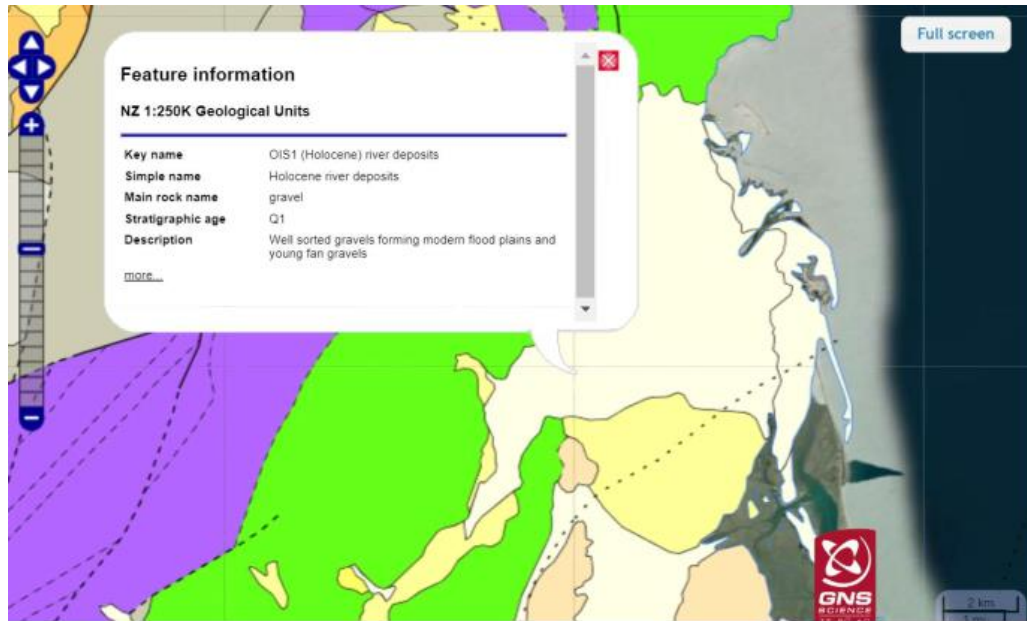 Full screen
Feature information
NZ 1:250K Geological Units
Key name OIS1 (Holocene) river deposits
Simple name Holocene river deposits
Main rock name gravel
Stratigraphic age Q1
Description Well sorted gravels forming modern flood plains and
young fan gravels
more...
GNS
SCIENCE
2 km